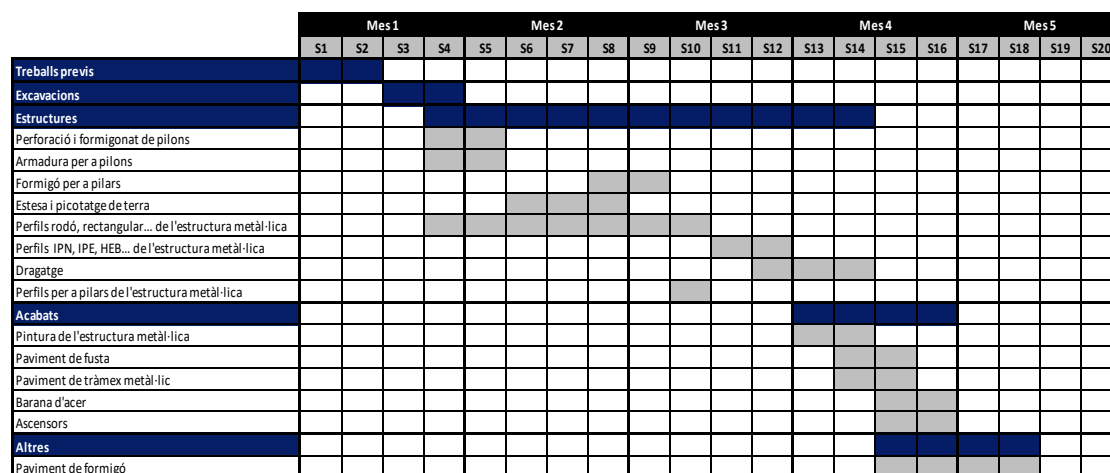 Mes 1 Mes 2 Mes 3 Mes 4 Mes 5
S1 S2 S3 S4 S5 S6 S7 S8 S9 S10 S11 S12 S13 S14 S15 S16 S17 S18 S19 S20
Treballs previs
Excavacions
Estructures
Perforació i formigonat de pilons
Armadura per a pilons
Formigó per a pilars
Estesa i picotatge de terra
Perfils rodó, rectangular... de l'estructura metàl·lica
Perfils IPN, IPE, HEB... de l'estructura metàl·lica
Dragatge
Perfils per a pilars de l'estructura metàl·lica
Acabats
Pintura de l'estructura metàl·lica
Paviment de fusta
Paviment de tràmex metàl·lic
Barana d'acer
Ascensors
Altres
Paviment de formigó